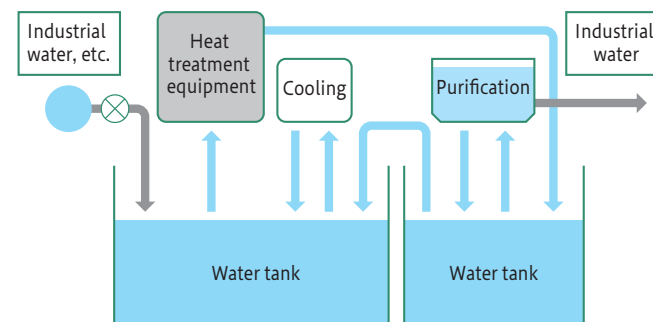 Industrial
water, etc.
Heat
treatment
equipment
Cooling
Purification
Industrial
water
Water tank
Water tank